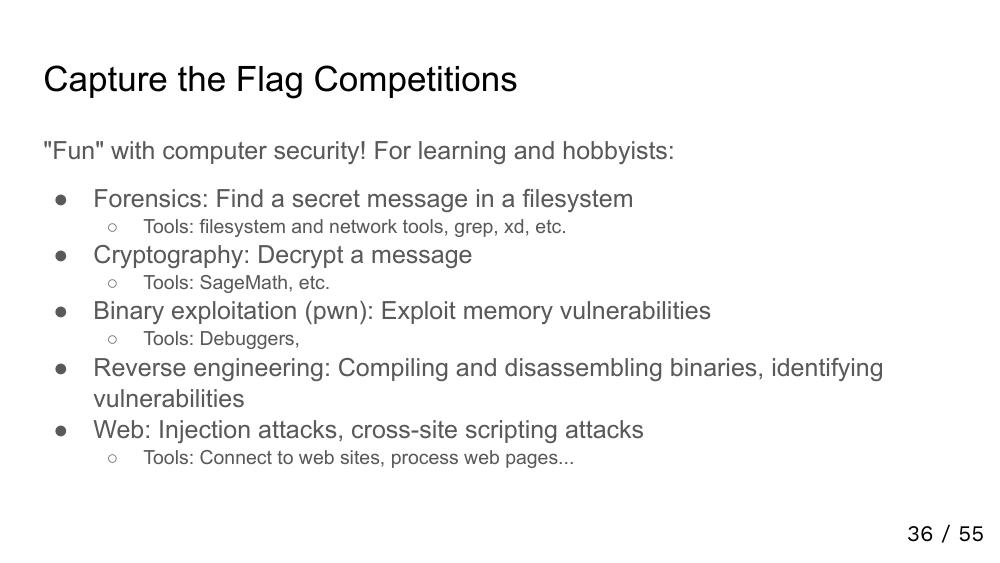 Capture the Flag Competitions
"Fun" with computer security! For learning and hobbyists:
● Forensics: Find a secret message in a filesystem
○ Tools: filesystem and network tools, grep, xd, etc.
● Cryptography: Decrypt a message
○ Tools: SageMath, etc.
● Binary exploitation (pwn): Exploit memory vulnerabilities
○ Tools: Debuggers,
● Reverse engineering: Compiling and disassembling binaries, identifying
vulnerabilities
● Web: Injection attacks, cross-site scripting attacks
○ Tools: Connect to web sites, process web pages...
36 / 55